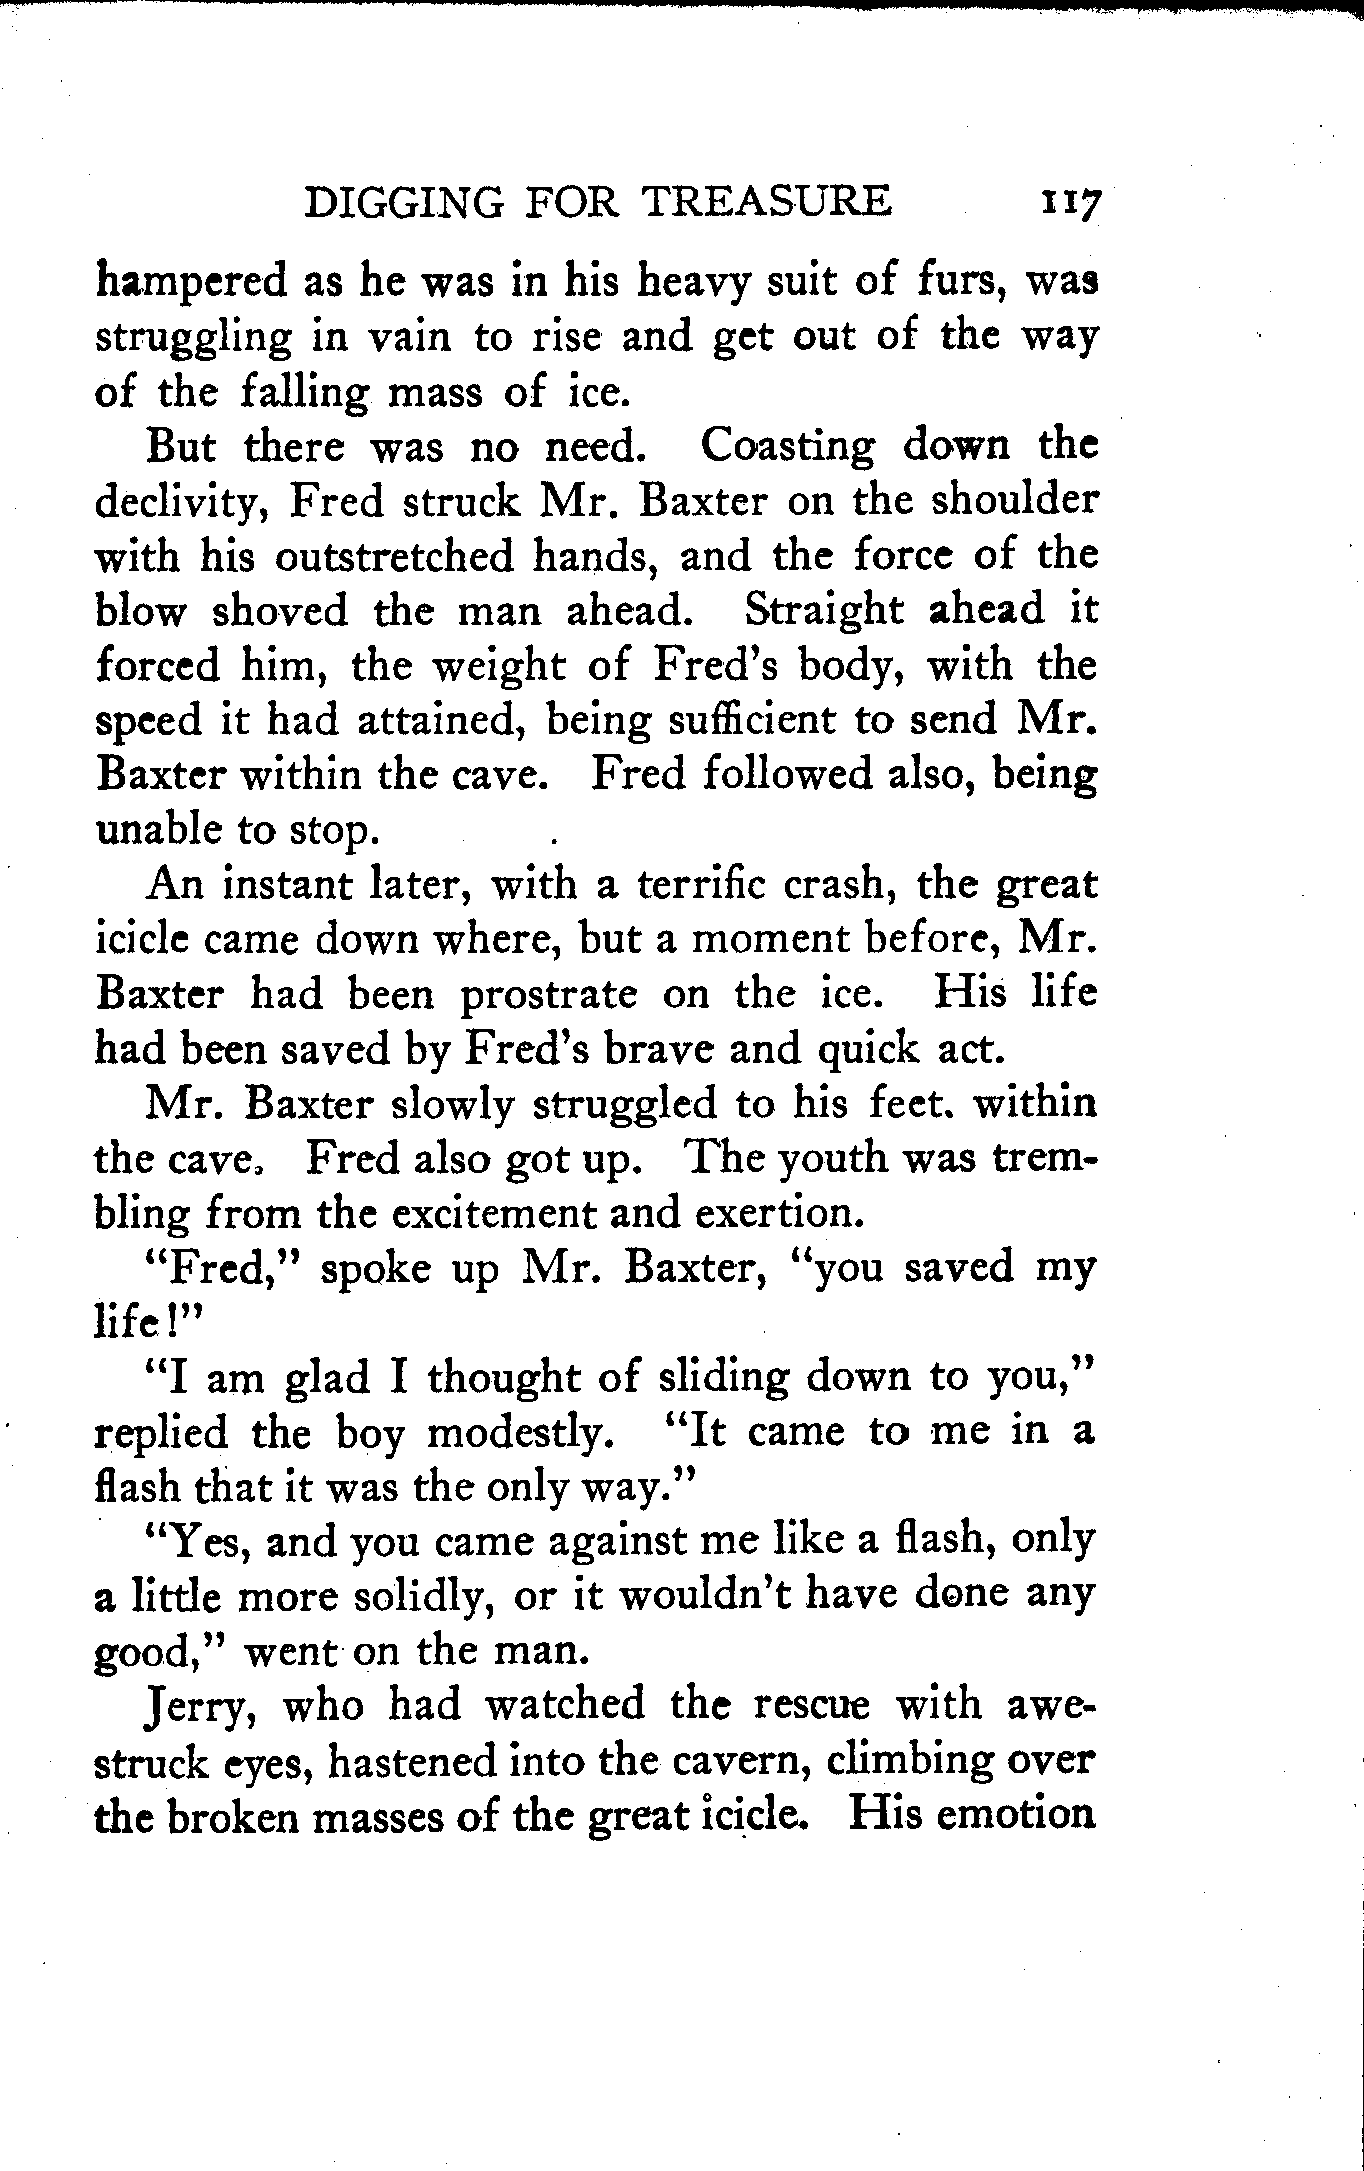 DIGGING FOR TREASURE 117
hampered as he was in his heavy suit of furs, was
struggling in vain to rise and get out of the way
of the falling mass of ice.
But there was no need. Coasting down the
declivity, Fred struck Mr. Baxter on the shoulder
with his outstretched hands, and the force of the
blow shoved the man ahead. Straight ahead it
forced him, the weight of Fred's body, with the
speed it had attained, being sufficient to send Mr.
Baxter within the cave. Fred followed also, being
unable to stop.
An instant later, with a terrific crash, the great
icicle came down where, but a moment before, Mr.
Baxter had been prostrate on the ice. His life
had been saved by Fred's brave and quick act.
Mr. Baxter slowly struggled to his feet. within
the cave. Fred also got up. The youth was trem-
bling from the excitement and exertion.
"Fred," spoke up Mr. Baxter, "you saved my
life!"
"I am glad I thought of sliding down to you,"
replied the boy modestly. "It came to me in a
flash that it was the only way."
"Yes, and you came against me like a flash, only
a little more solidly, or it wouldn't have done any
good," went on the man.
Jerry, who had watched the rescue with awe-
struck eyes, hastened into the cavern, climbing over
the broken masses of the great icicle. His emotion